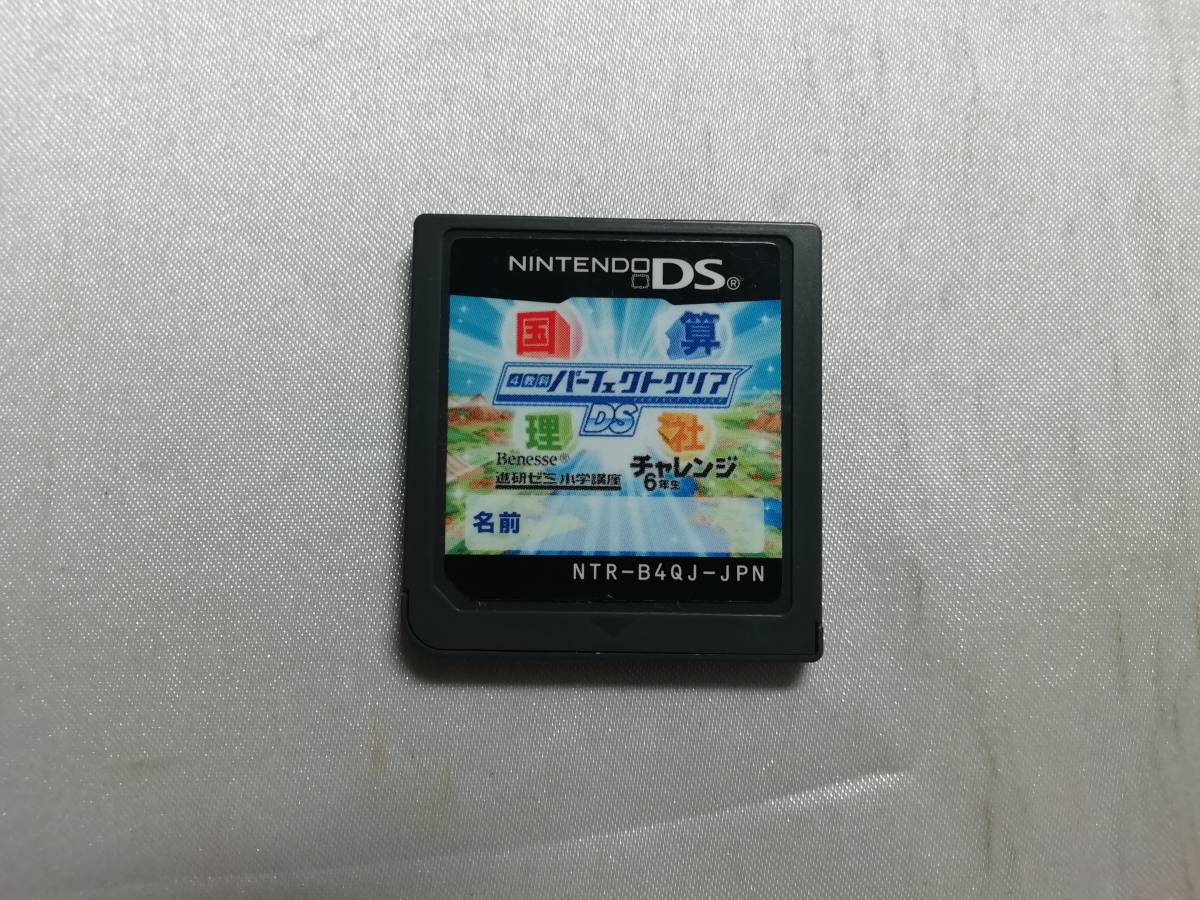 NINTENDO DS®
国 算
4教科 パーフェクトクリア
DS
理 社
Benesse® チャレンジ
進研ゼミ 小学講座 6年生
名前
NTR-B4QJ-JPN